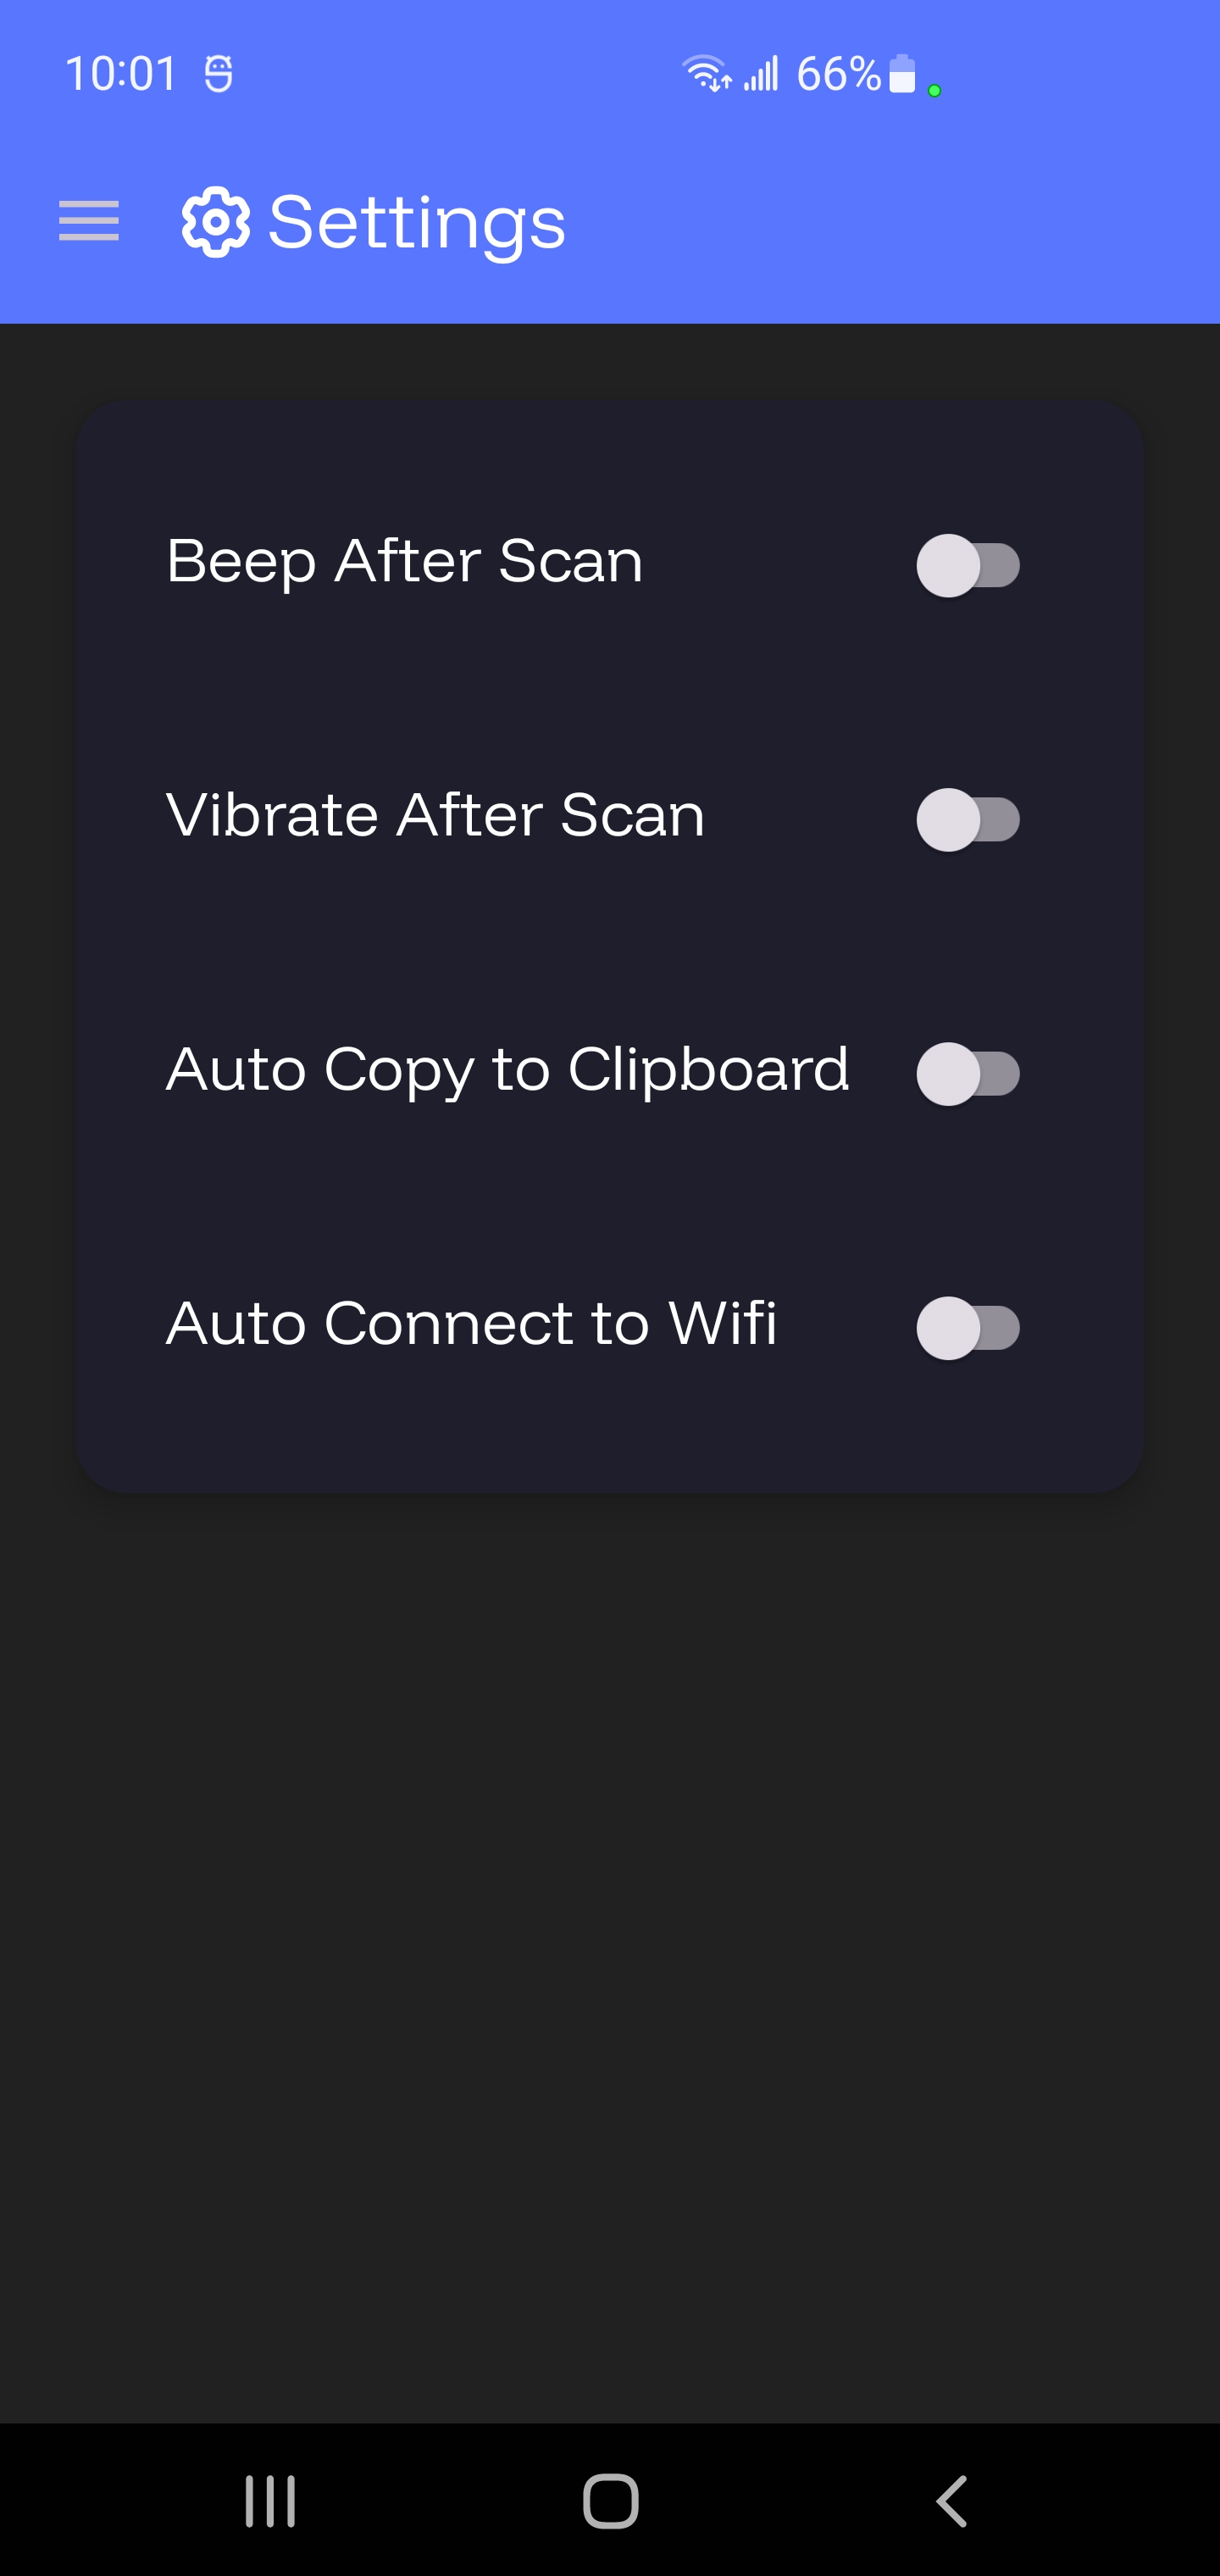 10:01 66%
Settings
Beep After Scan
Vibrate After Scan
Auto Copy to Clipboard
Auto Connect to Wifi